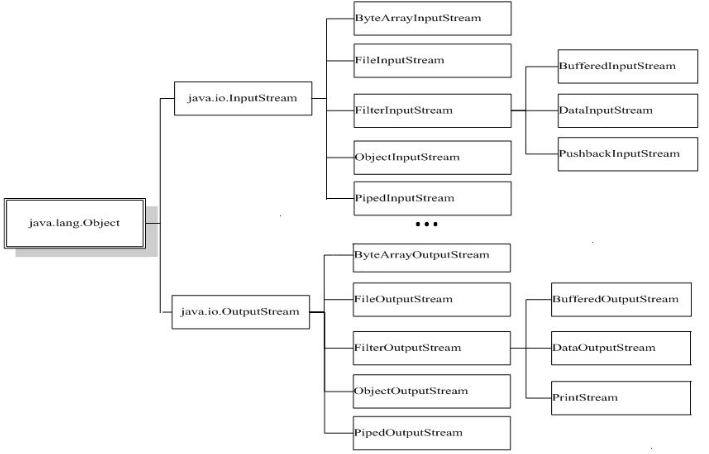 ByteArrayInputStream
FileInputStream
BufferedInputStream
java.io.InputStream
FilterInputStream
DataInputStream
ObjectInputStream
PushbackInputStream
PipedInputStream
java.lang.Object
•••
ByteArrayOutputStream
FileOutputStream
BufferedOutputStream
java.io.OutputStream
FilterOutputStream
DataOutputStream
ObjectOutputStream
PrintStream
PipedOutputStream